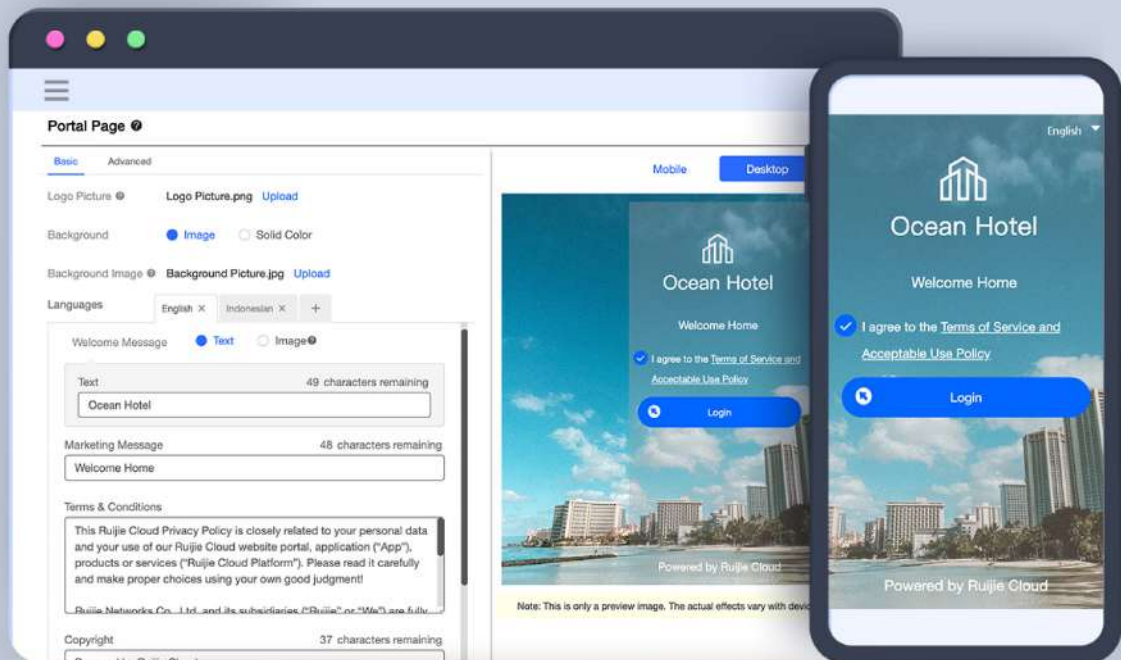 Portal Page
Basic Advanced
Logo Picture Logo Picture.png Upload
Background Image Solid Color
Background Image Background Picture.jpg Upload
Languages English × Indonesian × +
Welcome Message Text Image
Text 49 characters remaining
Ocean Hotel
Marketing Message 48 characters remaining
Welcome Home
Terms & Conditions
This Ruijie Cloud Privacy Policy is closely related to your personal data
and your use of our Ruijie Cloud website portal, application ("App"),
products or services ("Ruijie Cloud Platform"). Please read it carefully
and make proper choices using your own good judgment!
Ruijie Networks Co., Ltd. and its subsidiaries ("Ruijie" or "We") are fully
Copyright 37 characters remaining
Mobile Desktop
Ocean Hotel
Welcome Home
I agree to the Terms of Service and
Acceptable Use Policy
Login
Powered by Ruijie Cloud
Note: This is only a preview image. The actual effects vary with
English
Ocean Hotel
Welcome Home
I agree to the Terms of Service and
Acceptable Use Policy
Login
Powered by Ruijie Cloud